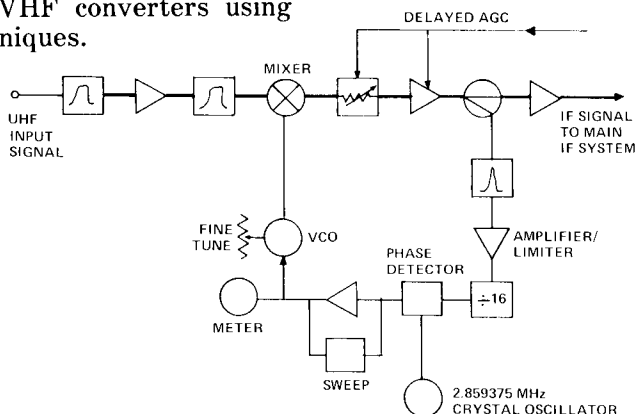 VHF converters using
niques.
DELAYED AGC
MIXER
UHF
INPUT
SIGNAL
IF SIGNAL
TO MAIN
IF SYSTEM
FINE
TUNE
VCO
PHASE
DETECTOR
AMPLIFIER/
LIMITER
÷16
METER
SWEEP
2.859375 MHz
CRYSTAL OSCILLATOR